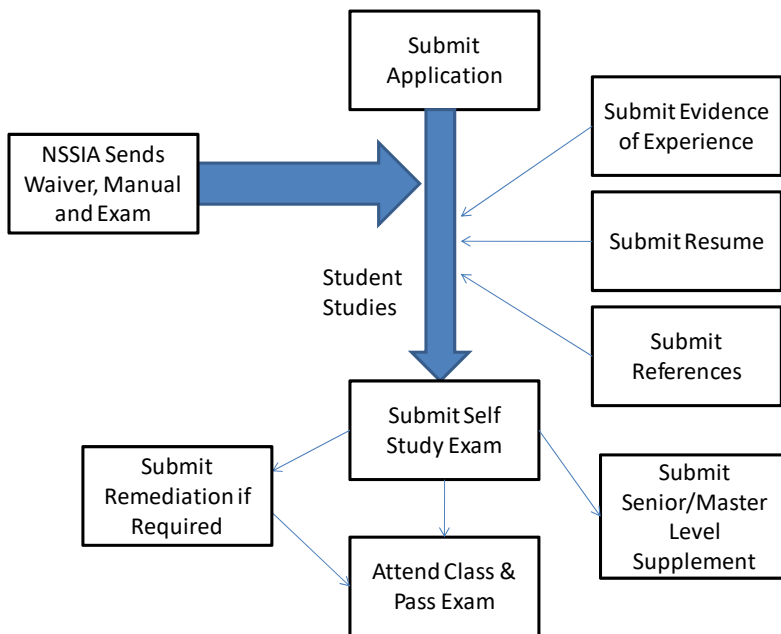 Submit
Application
Submit Evidence
of Experience
NSSIA Sends
Waiver, Manual
and Exam
Submit Resume
Student
Studies
Submit
References
Submit Self
Study Exam
Submit
Remediation if
Required
Submit
Senior/Master
Level
Supplement
Attend Class &
Pass Exam